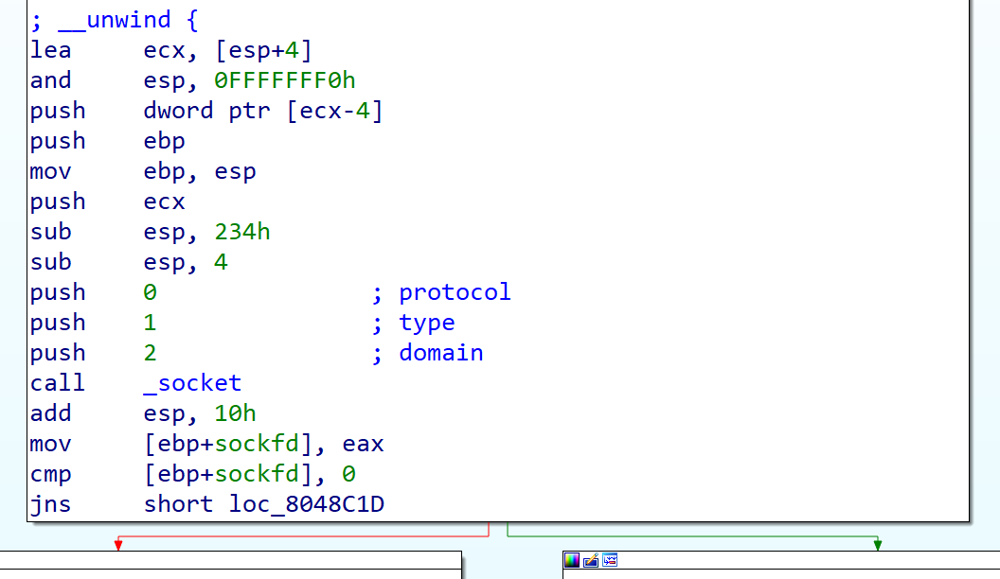 ; __unwind {
lea     ecx, [esp+4]
and     esp, 0FFFFFFF0h
push    dword ptr [ecx-4]
push    ebp
mov     ebp, esp
push    ecx
sub     esp, 234h
sub     esp, 4
push    0               ; protocol
push    1               ; type
push    2               ; domain
call    _socket
add     esp, 10h
mov     [ebp+sockfd], eax
cmp     [ebp+sockfd], 0
jns     short loc_8048C1D